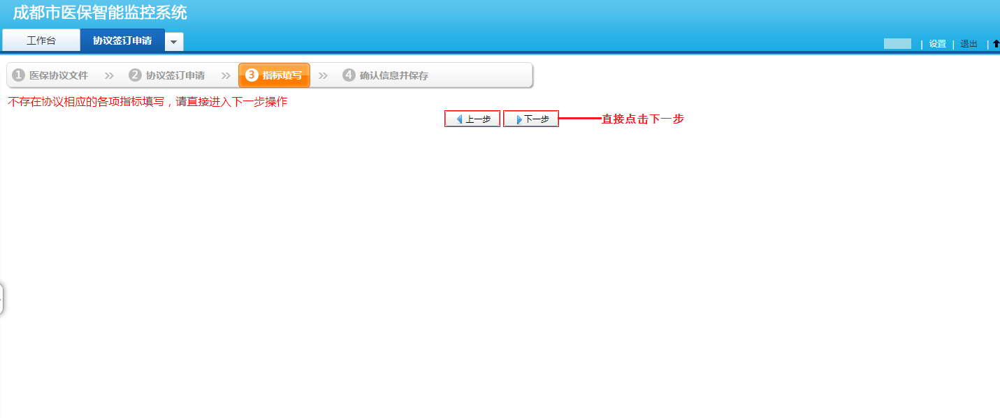 成都市医保智能监控系统
工作台 协议签订申请
| 设置 | 退出 |
1 医保协议文件 >> 2 协议签订申请 >> 3 指标填写 >> 4 确认信息并保存
不存在协议相应的各项指标填写，请直接进入下一步操作
上一步 下一步 直接点击下一步